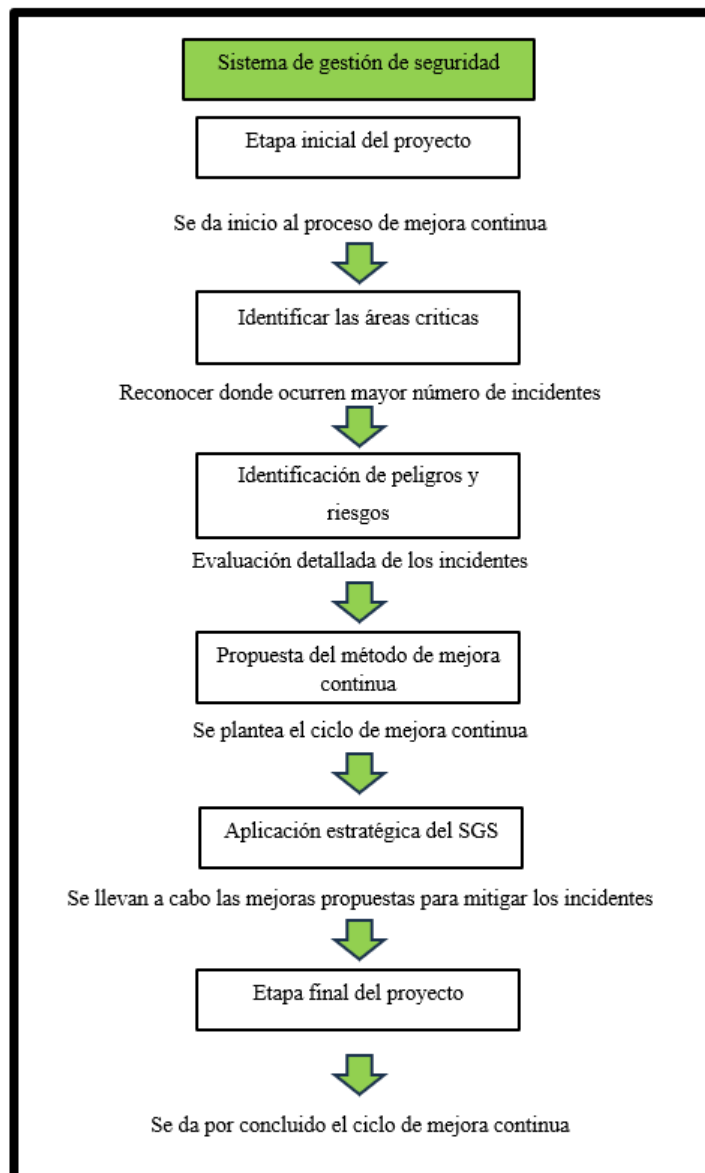 Sistema de gestión de seguridad
Etapa inicial del proyecto
Se da inicio al proceso de mejora continua
Identificar las áreas criticas
Reconocer donde ocurren mayor número de incidentes
Identificación de peligros y
riesgos
Evaluación detallada de los incidentes
Propuesta del método de mejora
continua
Se plantea el ciclo de mejora continua
Aplicación estratégica del SGS
Se llevan a cabo las mejoras propuestas para mitigar los incidentes
Etapa final del proyecto
Se da por concluido el ciclo de mejora continua